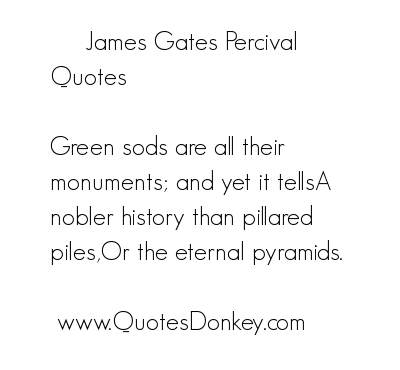 James Gates Percival
Quotes
Green sods are all their
monuments; and yet it tellsA
nobler history than pillared
piles,Or the eternal pyramids.
www.QuotesDonkey.com